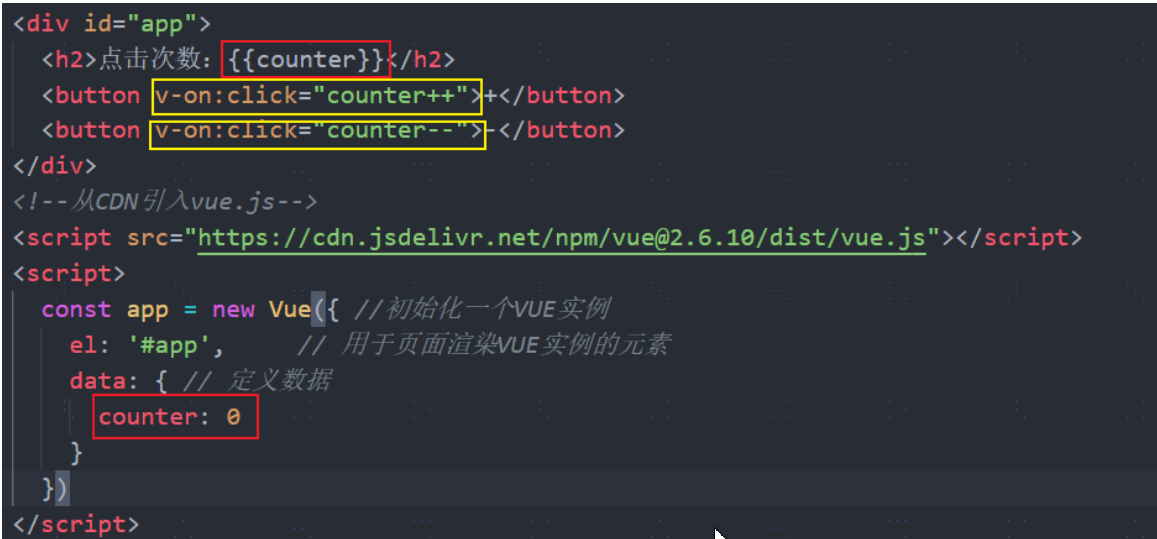 <div id="app">
<h2>点击次数：{{counter}}</h2>
<button v-on:click="counter++">+</button>
<button v-on:click="counter--">-</button>
</div>
<!--从CDN引入vue.js-->
<script src="https://cdn.jsdelivr.net/npm/vue@2.6.10/dist/vue.js"></script>
<script>
const app = new Vue({ //初始化一个VUE实例
el: '#app', // 用于页面渲染VUE实例的元素
data: { // 定义数据
counter: 0
}
})
</script>